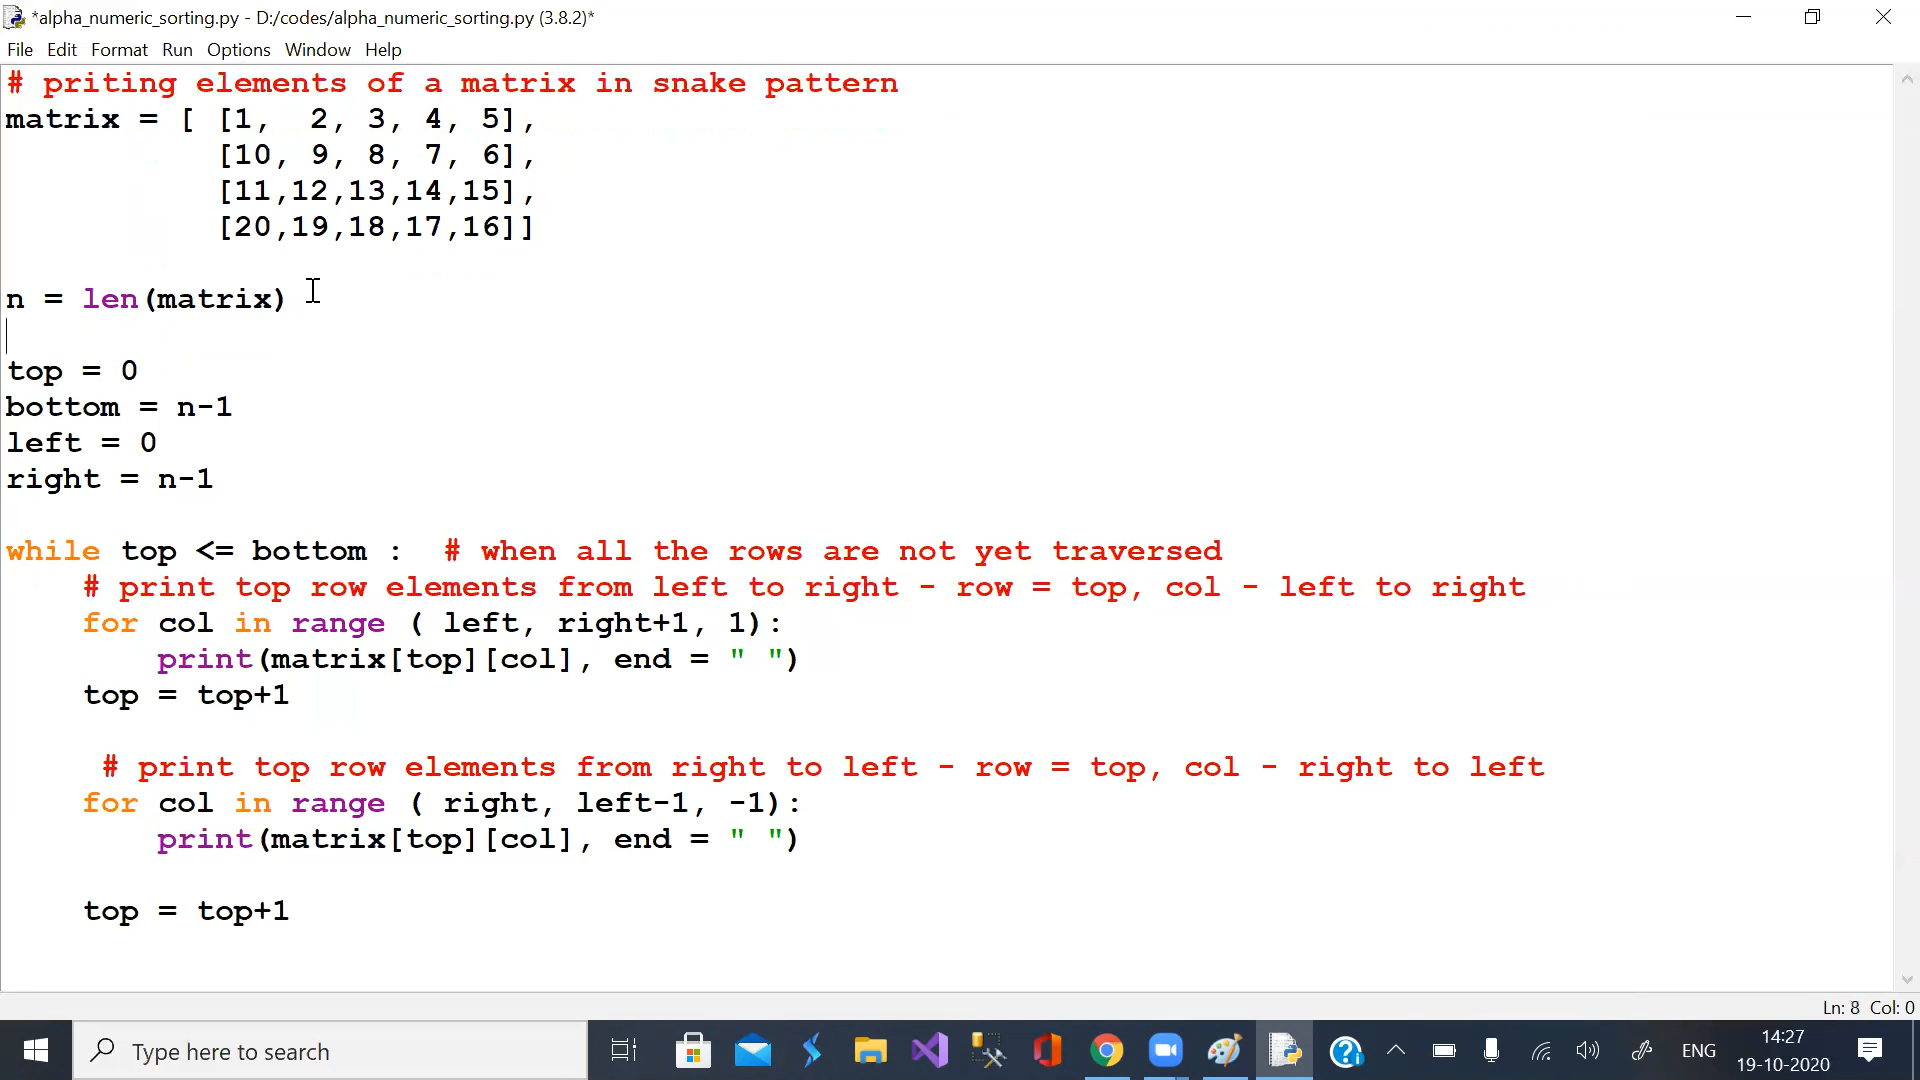 *alpha_numeric_sorting.py - D:/codes/alpha_numeric_sorting.py (3.8.2)*
File Edit Format Run Options Window Help
# priting elements of a matrix in snake pattern
matrix = [ [1,  2, 3, 4, 5],
           [10, 9, 8, 7, 6],
           [11,12,13,14,15],
           [20,19,18,17,16]]
n = len(matrix)
top = 0
bottom = n-1
left = 0
right = n-1
while top <= bottom :  # when all the rows are not yet traversed
    # print top row elements from left to right - row = top, col - left to right
    for col in range ( left, right+1, 1):
        print(matrix[top][col], end = " ")
    top = top+1
     # print top row elements from right to left - row = top, col - right to left
    for col in range ( right, left-1, -1):
        print(matrix[top][col], end = " ")
    top = top+1
Ln: 8 Col: 0
Type here to search
ENG
14:27
19-10-2020